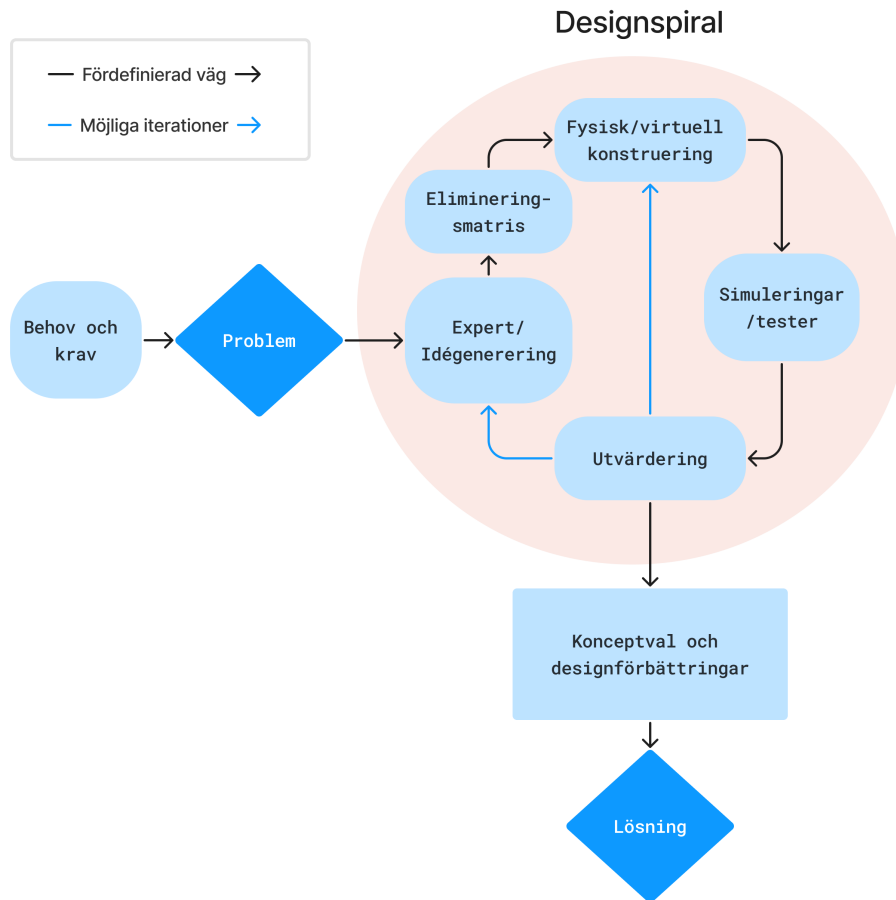 Designspiral
Fördefinierad väg
Möjliga iterationer
Fysisk/virtuell
konstruering
Eliminering-
smatris
Simuleringar
/tester
Behov och
krav
Problem
Expert/
Idégenerering
Utvärdering
Konceptval och
designförbättringar
Lösning